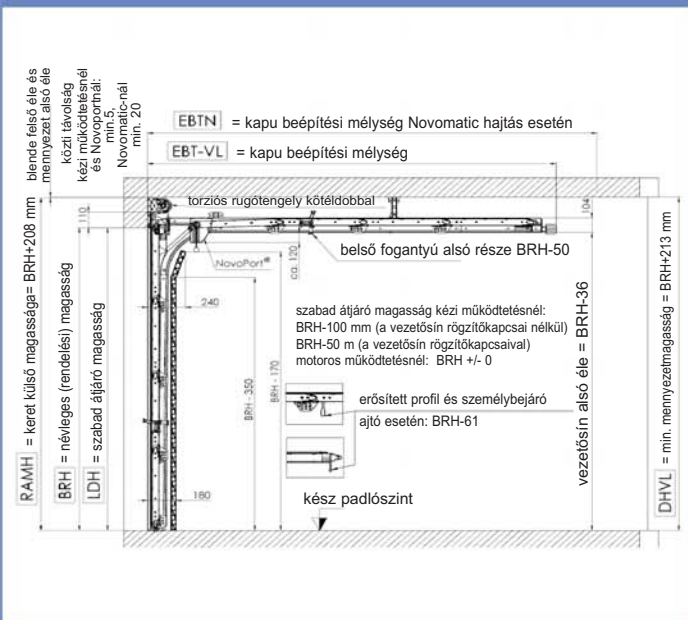 blende felső éle és
mennyezet alsó éle
közti távolság
kézi működtetésnél
és Novoportnál:
min.5,
Novomatic-nál
min. 20
EBTN = kapu beépítési mélység Novomatic hajtás esetén
EBT-VL = kapu beépítési mélység
torziós rugótengely kötéldobbal
110
104
NovoPort®
ca. 120
belső fogantyú alsó része BRH-50
240
szabad átjáró magasság kézi működtetésnél:
BRH-100 mm (a vezetősín rögzítőkapcsai nélkül)
BRH-50 m (a vezetősín rögzítőkapcsaival)
motoros működtetésnél: BRH +/- 0
erősített profil és személybejáró
ajtó esetén: BRH-61
BRH - 350
BRH - 170
180
kész padlószint
RAMH = keret külső magassága= BRH+208 mm
BRH = névleges (rendelési) magasság
LDH = szabad átjáró magasság
vezetősín alsó éle = BRH-36
DHVL = min. mennyezetmagasság = BRH+213 mm